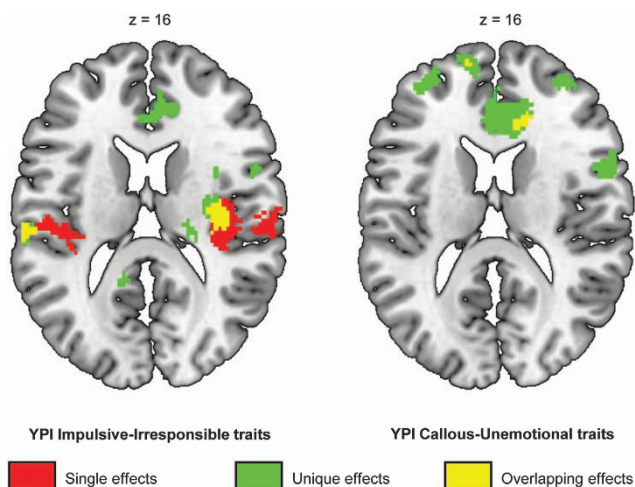 z = 16
z = 16
YPI Impulsive-Irresponsible traits
YPI Callous-Unemotional traits
Single effects
Unique effects
Overlapping effects